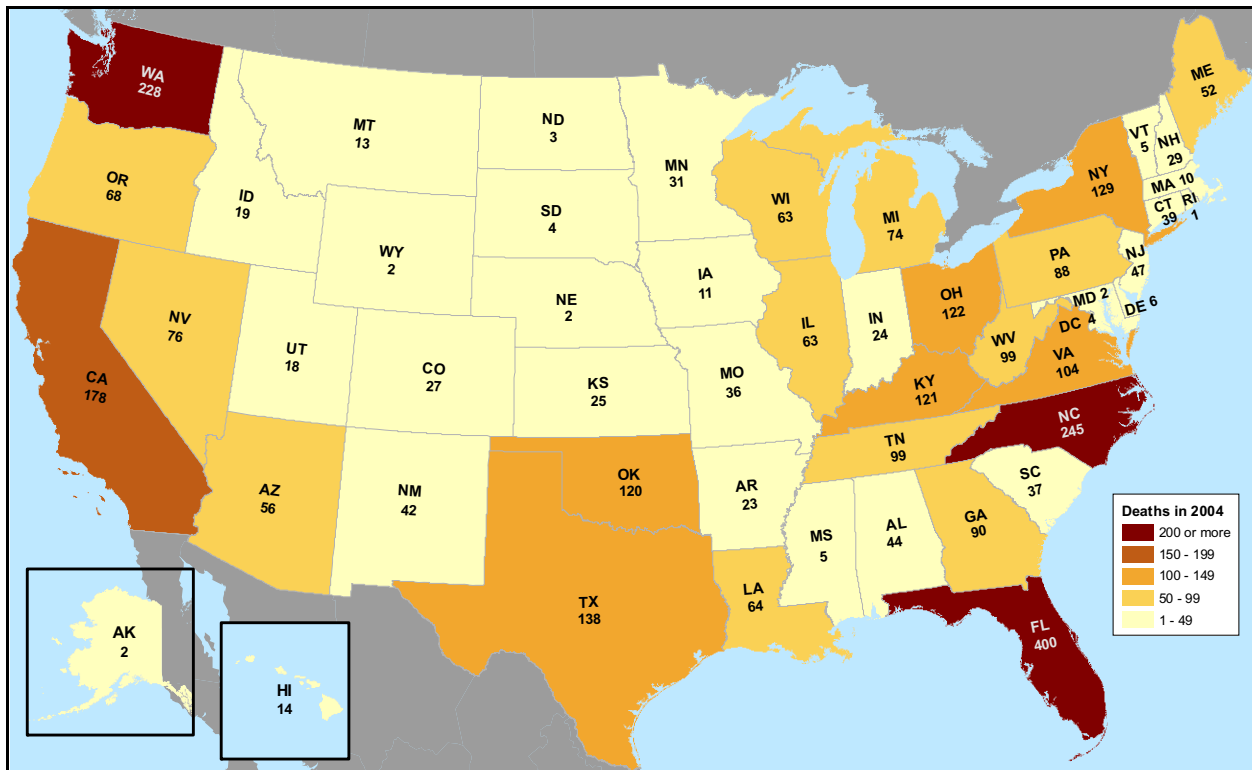 WA
228
MT
13
ND
3
MN
31
ME
52
VT
5
NH
29
NY
129
MA 10
CT
39
RI
1
OR
68
ID
19
SD
4
WI
63
MI
74
WY
2
PA
88
NJ
47
IA
11
NE
2
MD 2
DE 6
DC 4
NV
76
UT
18
CO
27
IL
63
IN
24
OH
122
WV
99
VA
104
CA
178
KS
25
MO
36
KY
121
NC
245
TN
99
AZ
56
NM
42
OK
120
AR
23
SC
37
MS
5
AL
44
GA
90
TX
138
LA
64
FL
400
AK
2
HI
14
Deaths in 2004
200 or more
150 - 199
100 - 149
50 - 99
1 - 49